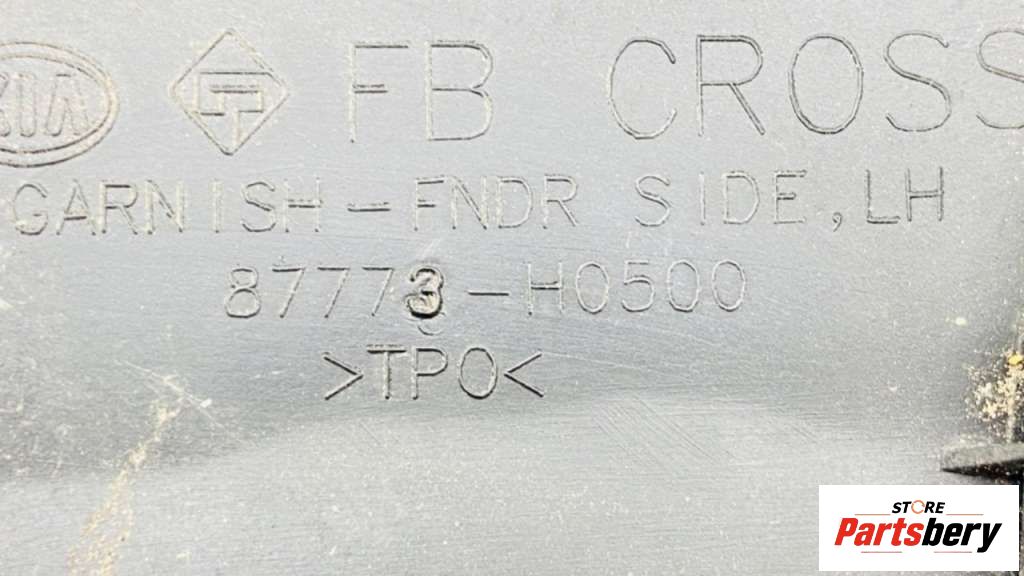 KIA FB CROSS
GARNISH-FNDR SIDE,LH
87773-H0500
>TPO<
STORE
Partsbery